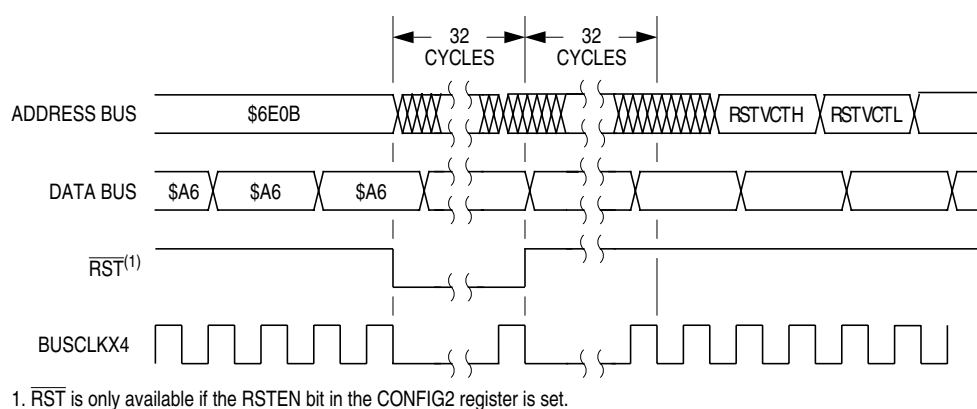 32
CYCLES
32
CYCLES
ADDRESS BUS
$6E0B
RSTVCTH
RSTVCTL
DATA BUS
$A6
$A6
$A6
RST(1)
BUSCLKX4
1. RST is only available if the RSTEN bit in the CONFIG2 register is set.